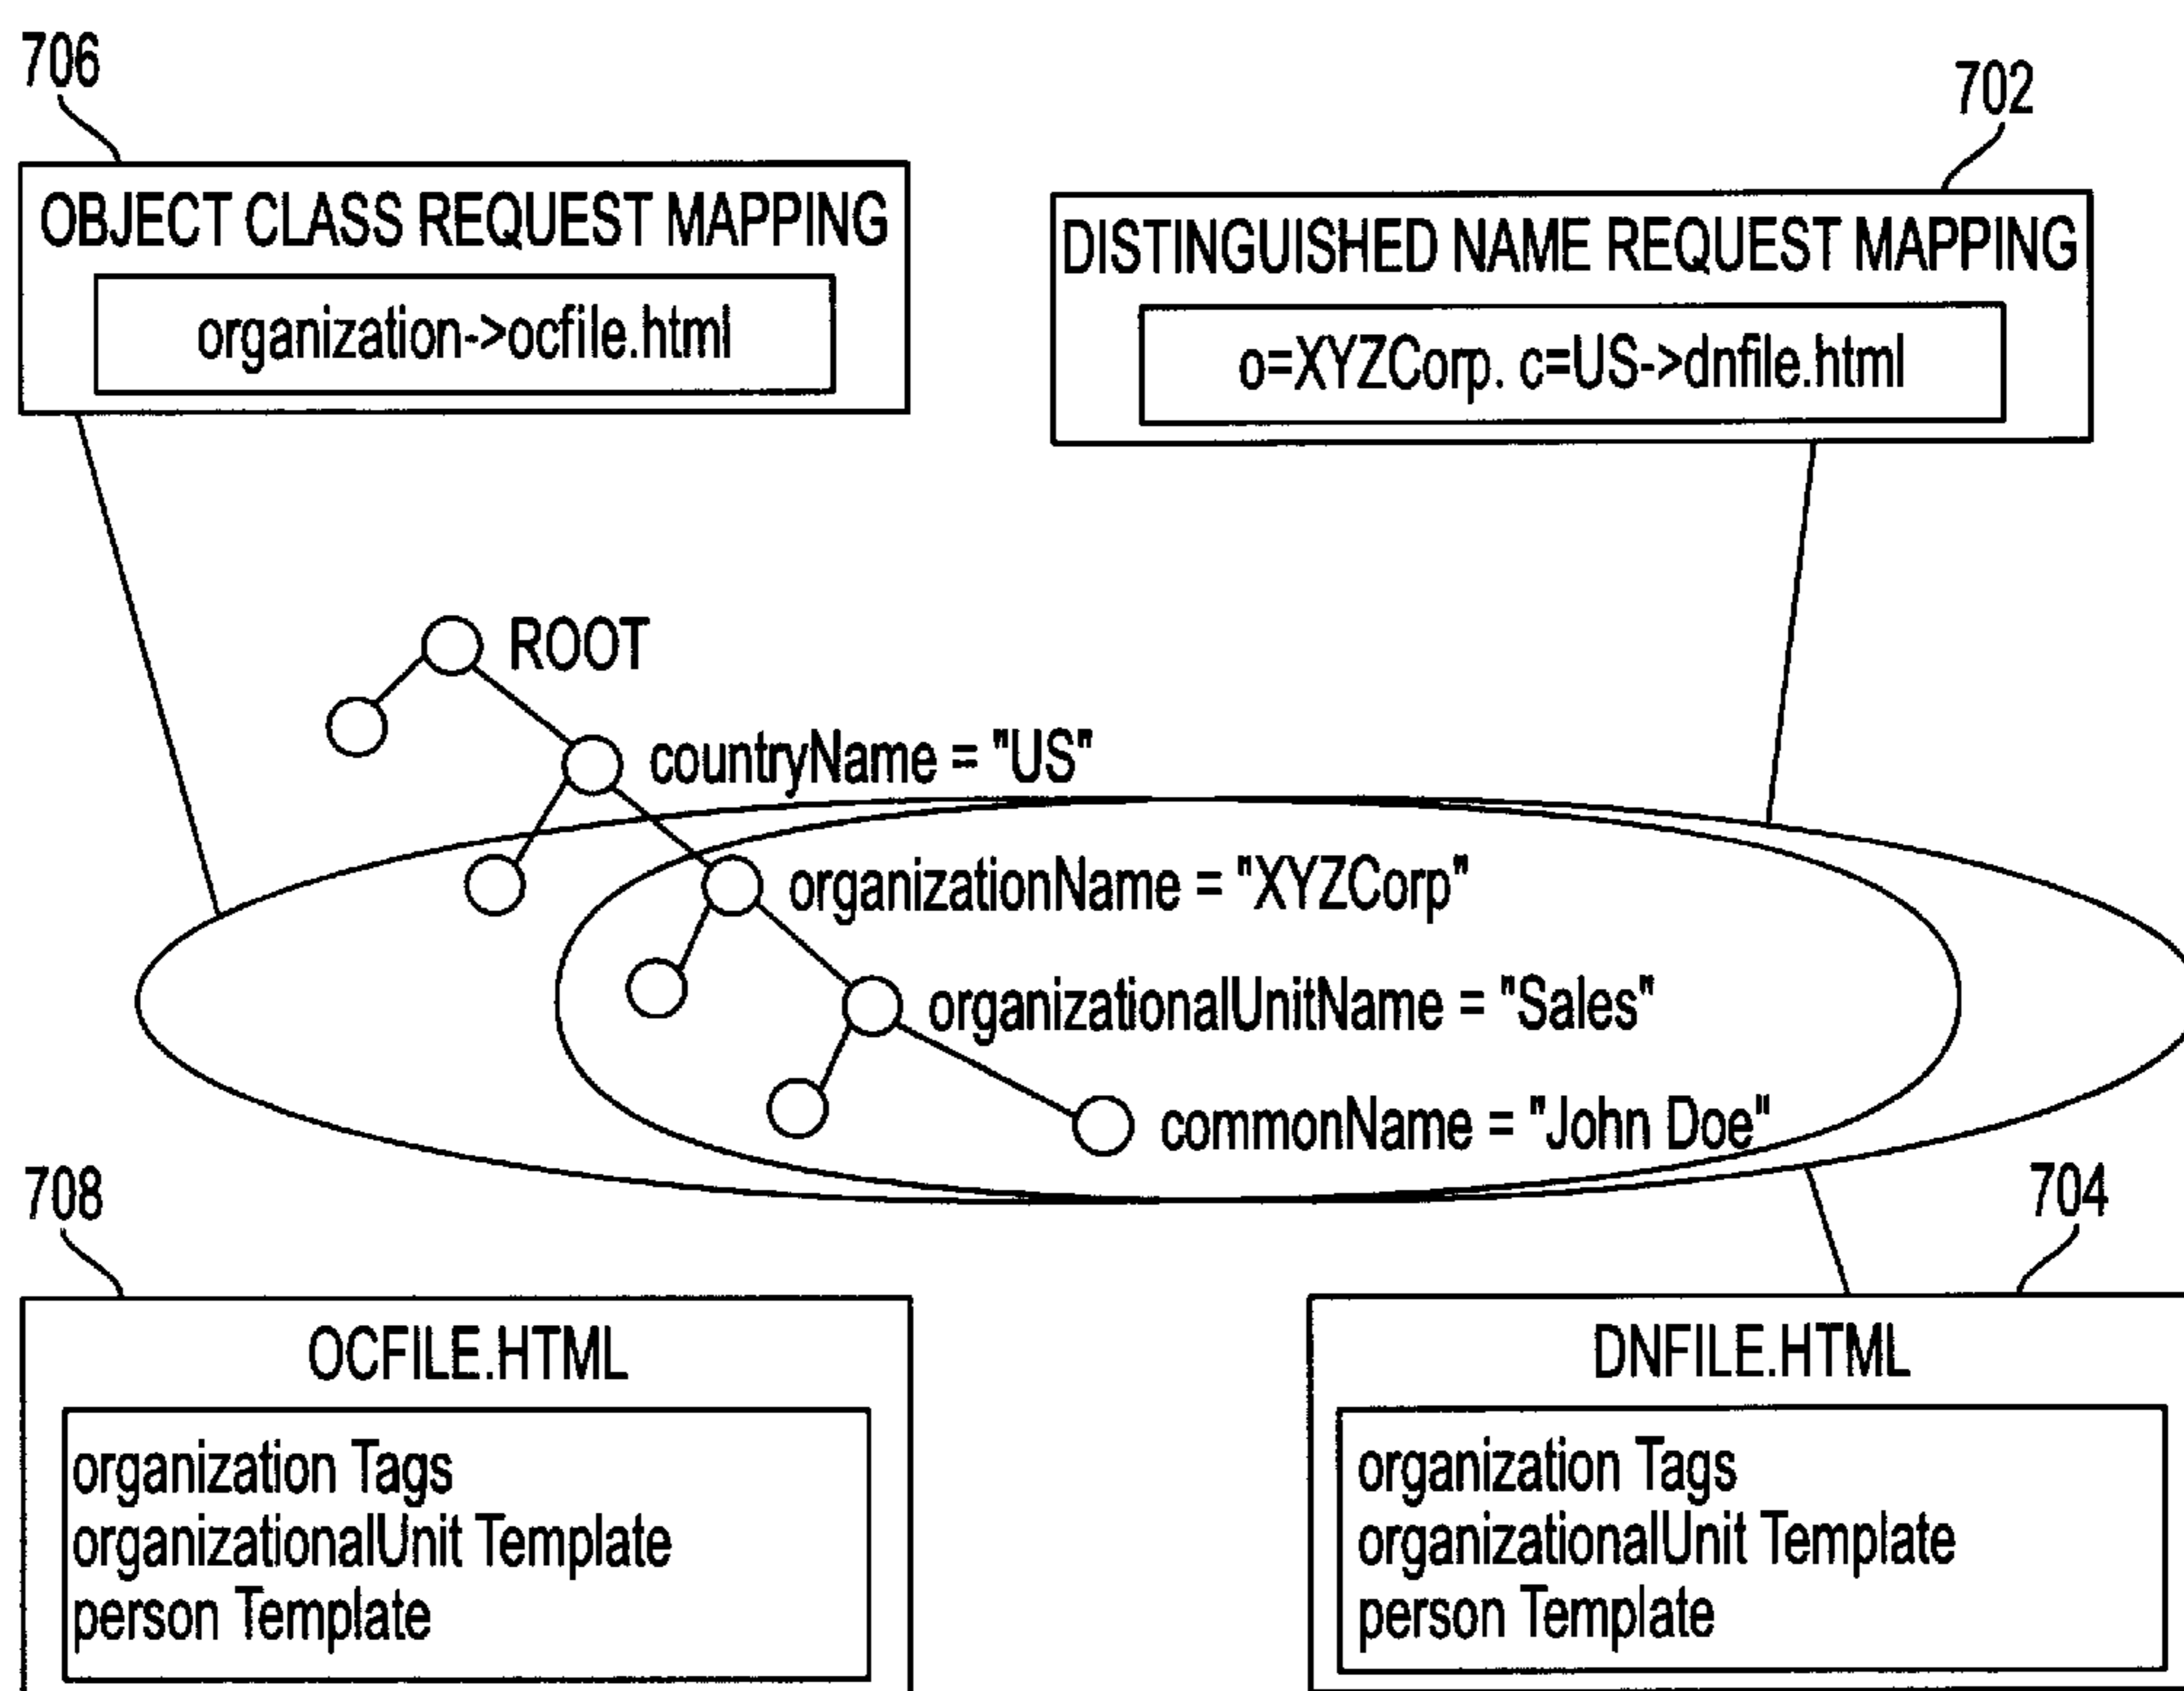 706
702
OBJECT CLASS REQUEST MAPPING
organization->ocfile.html
DISTINGUISHED NAME REQUEST MAPPING
o=XYZCorp. c=US->dnfile.html
ROOT
countryName = "US"
organizationName = "XYZCorp"
organizationalUnitName = "Sales"
commonName = "John Doe"
708
704
OCFILE.HTML
organization Tags
organizationalUnit Template
person Template
DNFILE.HTML
organization Tags
organizationalUnit Template
person Template